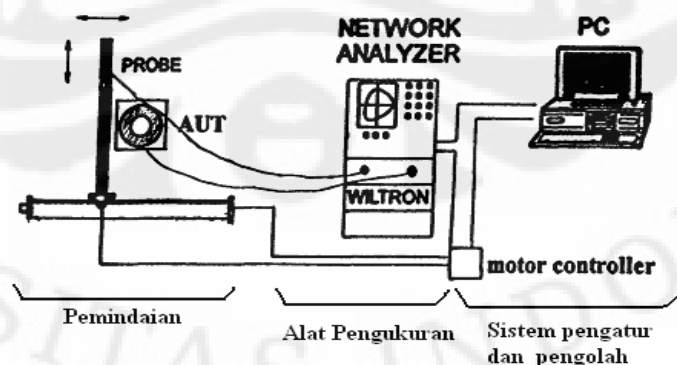 NETWORK
ANALYZER
PC
PROBE
AUT
WILTRON
motor controller
Pemindaian
Alat Pengukuran
Sistem pengatur
dan pengolah